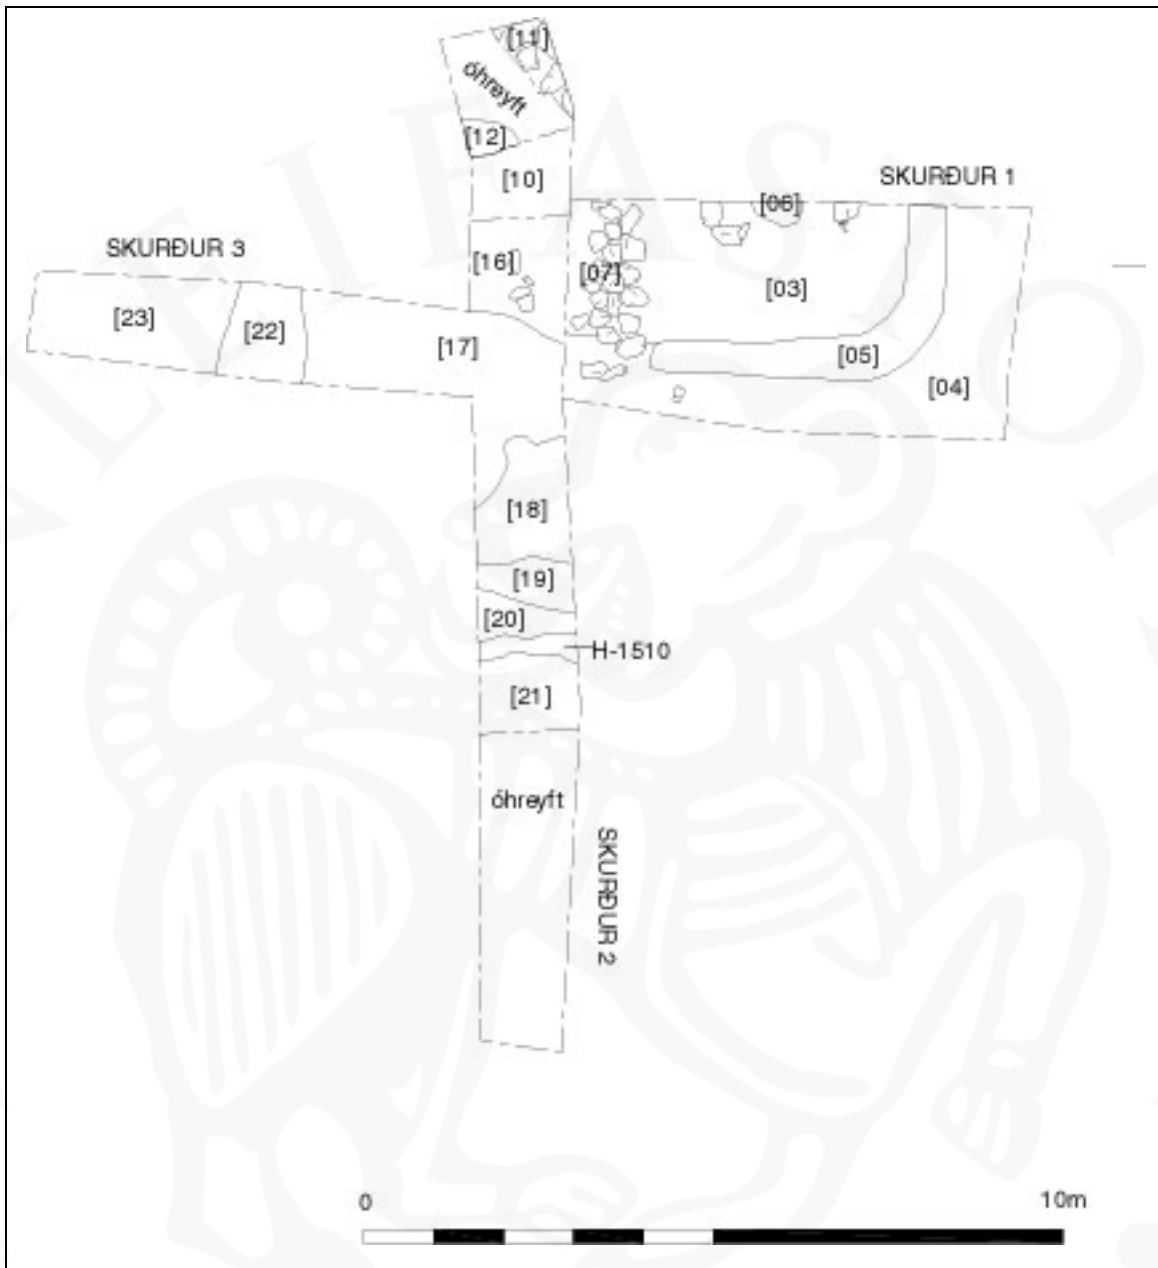 [11]
óhreyft
[12]
[10]
SKURÐUR 1
[06]
SKURÐUR 3
[16]
[07]
[03]
[23]
[22]
[17]
[05]
[04]
[18]
[19]
[20]
H-1510
[21]
óhreyft
SKURÐUR 2
0
10m